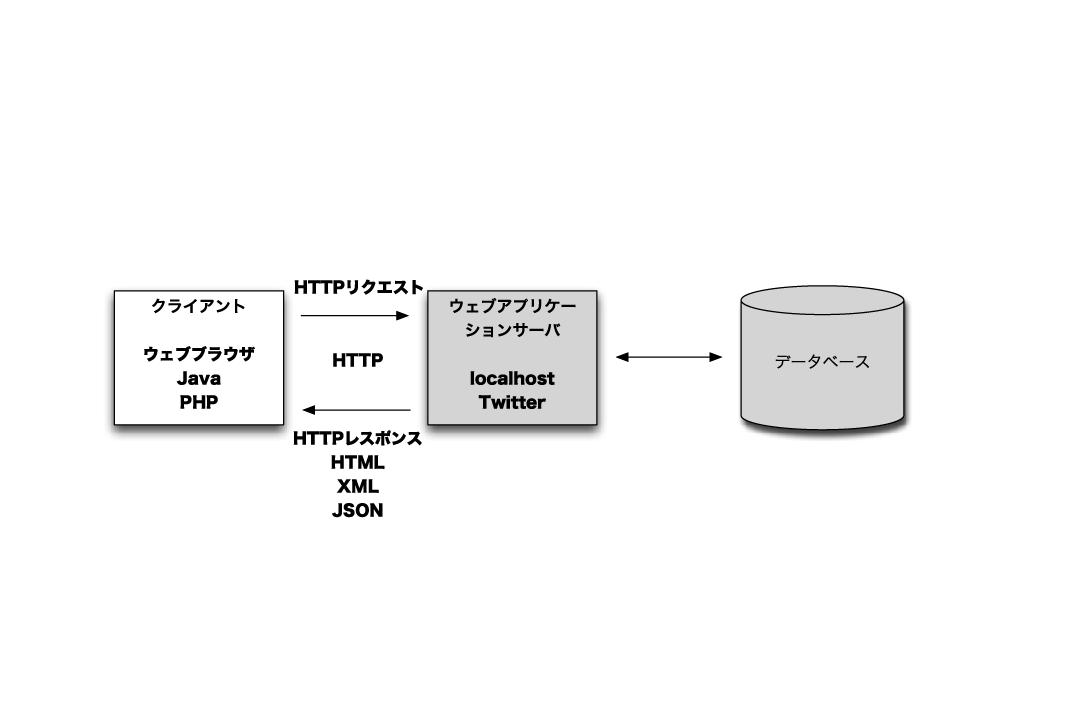 クライアント
ウェブブラウザ
Java
PHP
HTTPリクエスト
HTTP
HTTPレスポンス
HTML
XML
JSON
ウェブアプリケー
ションサーバ
localhost
Twitter
データベース